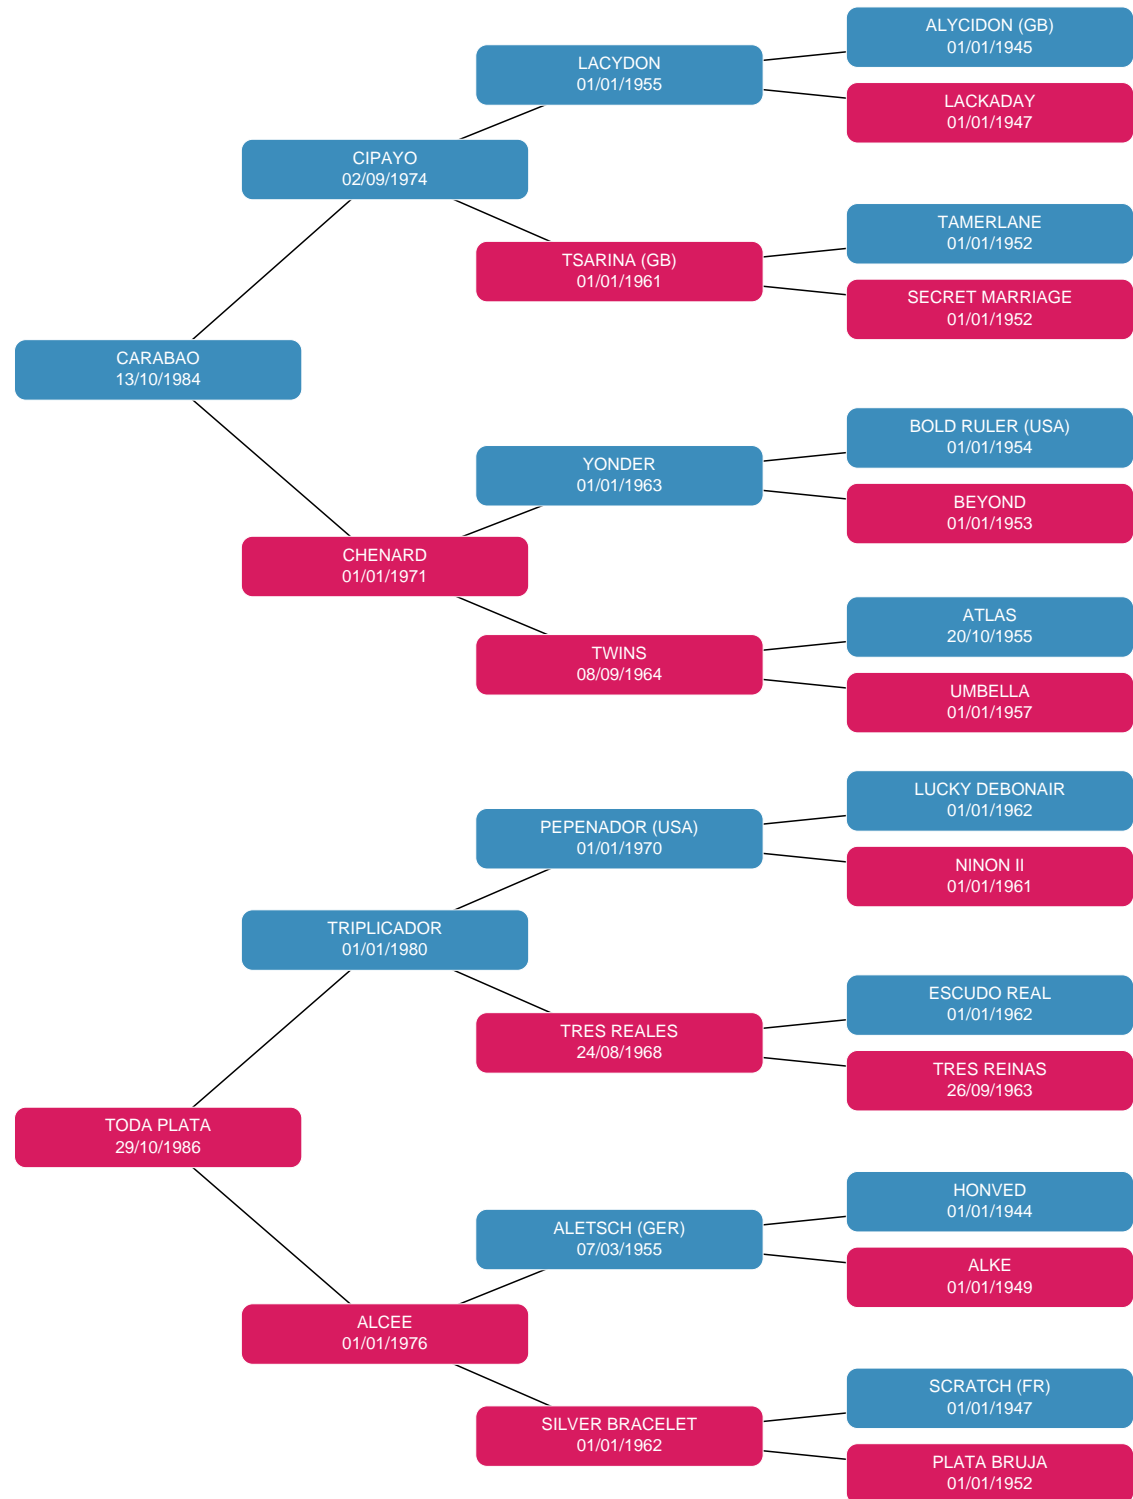 ALYCIDON (GB)
01/01/1945
LACYDON
01/01/1955
LACKADAY
01/01/1947
CIPAYO
02/09/1974
TAMERLANE
01/01/1952
TSARINA (GB)
01/01/1961
SECRET MARRIAGE
01/01/1952
CARABAO
13/10/1984
BOLD RULER (USA)
01/01/1954
YONDER
01/01/1963
BEYOND
01/01/1953
CHENARD
01/01/1971
ATLAS
20/10/1955
TWINS
08/09/1964
UMBELLA
01/01/1957
LUCKY DEBONAIR
01/01/1962
PEPENADOR (USA)
01/01/1970
NINON II
01/01/1961
TRIPLICADOR
01/01/1980
ESCUDO REAL
01/01/1962
TRES REALES
24/08/1968
TRES REINAS
26/09/1963
TODA PLATA
29/10/1986
HONVED
01/01/1944
ALETSCH (GER)
07/03/1955
ALKE
01/01/1949
ALCEE
01/01/1976
SCRATCH (FR)
01/01/1947
SILVER BRACELET
01/01/1962
PLATA BRUJA
01/01/1952